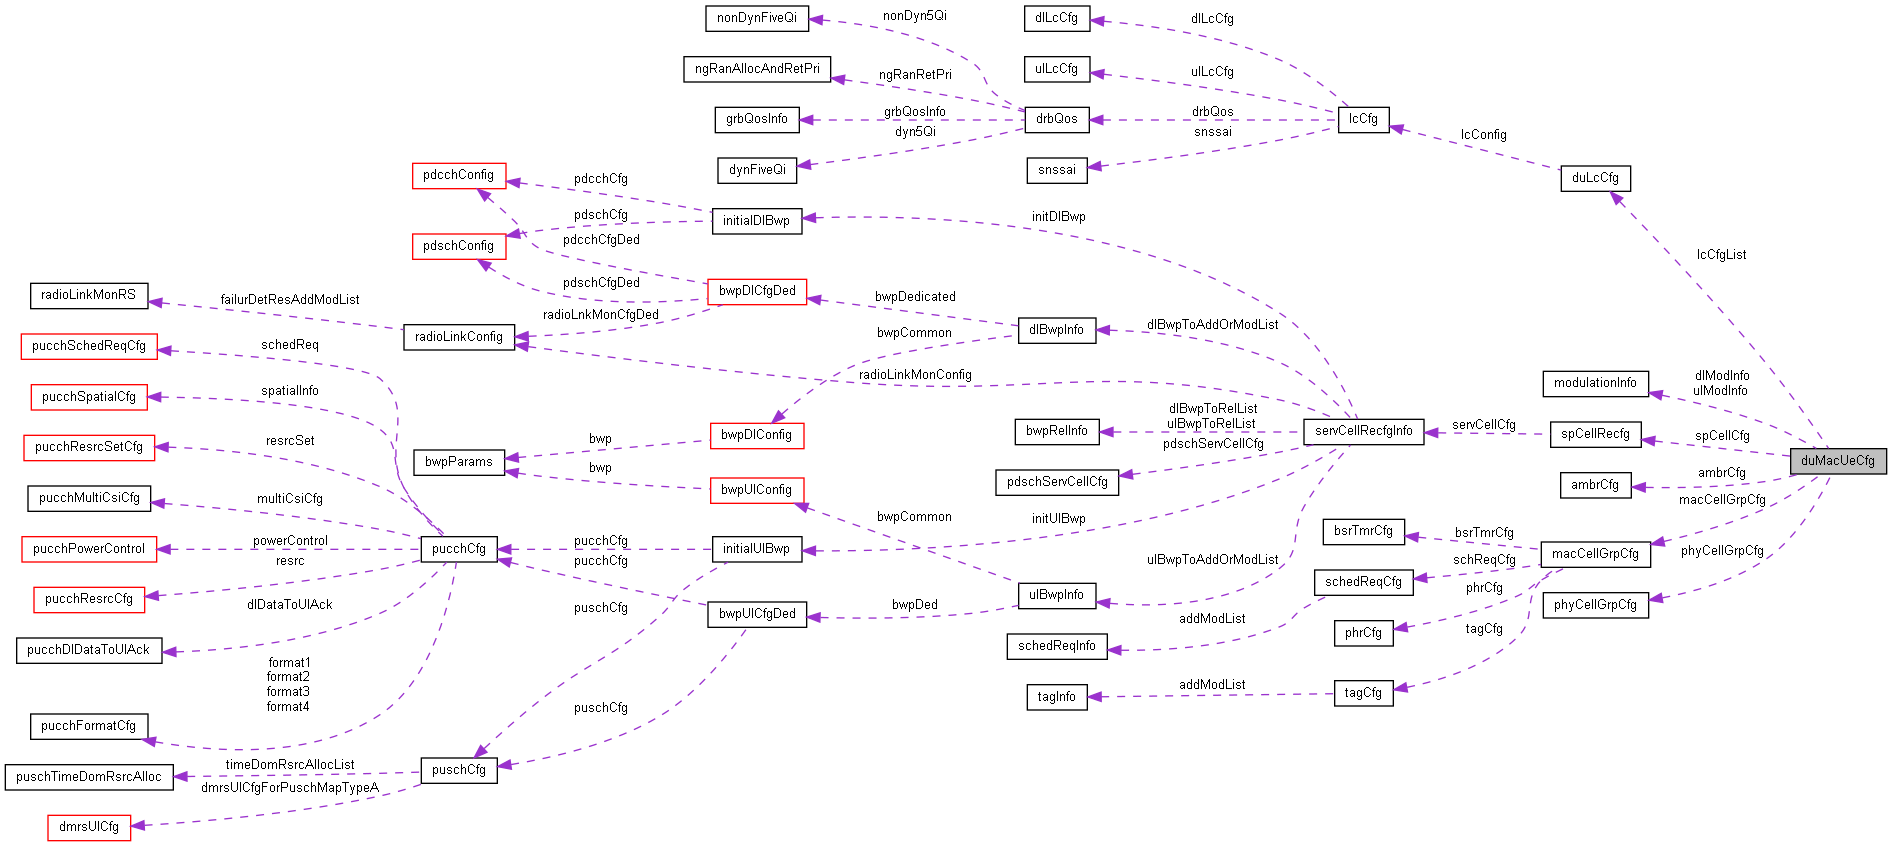 nonDynFiveQi
nonDyn5Qi
dlLcCfg
dlLcCfg
ngRanAllocAndRetPri
ngRanRetPri
ulLcCfg
ulLcCfg
grbQosInfo
grbQosInfo
drbQos
drbQos
lcCfg
lcConfig
dyn5Qi
snssai
dynFiveQi
snssai
duLcCfg
pdcchConfig
pdcchCfg
pdschCfg
initialDlBwp
initDlBwp
pdschConfig
pdcchCfgDed
lcCfgList
pdschCfgDed
bwpDlCfgDed
radioLinkMonRS
failurDetResAddModList
bwpDedicated
radioLnkMonCfgDed
radioLinkConfig
bwpCommon
dlBwpInfo
dlBwpToAddOrModList
pucchSchedReqCfg
schedReq
radioLinkMonConfig
modulationInfo
dlModInfo
ulModInfo
pucchSpatialCfg
spatialInfo
dlBwpToRelList
ulBwpToRelList
bwpRelInfo
servCellRecfgInfo
servCellCfg
spCellRecfg
spCellCfg
pucchResrcSetCfg
resrcSet
bwp
bwpDlConfig
pdschServCellCfg
bwpParams
bwp
duMacUeCfg
ambrCfg
ambrCfg
pdschServCellCfg
bwpUlConfig
pucchMultiCsiCfg
multiCsiCfg
macCellGrpCfg
bwpCommon
initUlBwp
bsrTmrCfg
bsrTmrCfg
pucchPowerControl
powerControl
pucchCfg
pucchCfg
initialUlBwp
macCellGrpCfg
phyCellGrpCfg
resrc
pucchCfg
ulBwpToAddOrModList
schReqCfg
schedReqCfg
pucchResrcCfg
dlDataToUlAck
puschCfg
bwpUlCfgDed
bwpDed
ulBwpInfo
phrCfg
phyCellGrpCfg
addModList
phrCfg
tagCfg
pucchDlDataToUlAck
schedReqInfo
format1
format2
format3
format4
tagInfo
addModList
tagCfg
puschCfg
pucchFormatCfg
puschTimeDomRsrcAlloc
timeDomRsrcAllocList
puschCfg
dmrsUlCfgForPuschMapTypeA
dmrsUlCfg